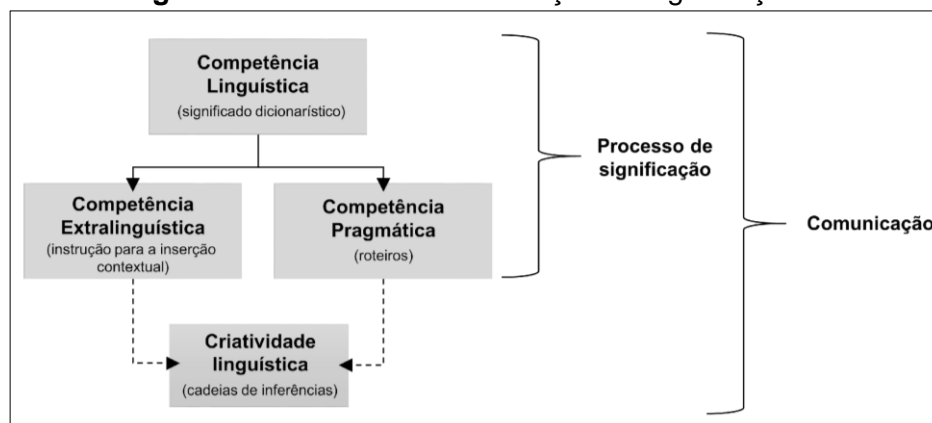 Competência
Linguística
(significado dicionarístico)
Processo de
significação
Competência
Extralinguística
(instrução para a inserção
contextual)
Competência
Pragmática
(roteiros)
Comunicação
Criatividade
linguística
(cadeias de inferências)